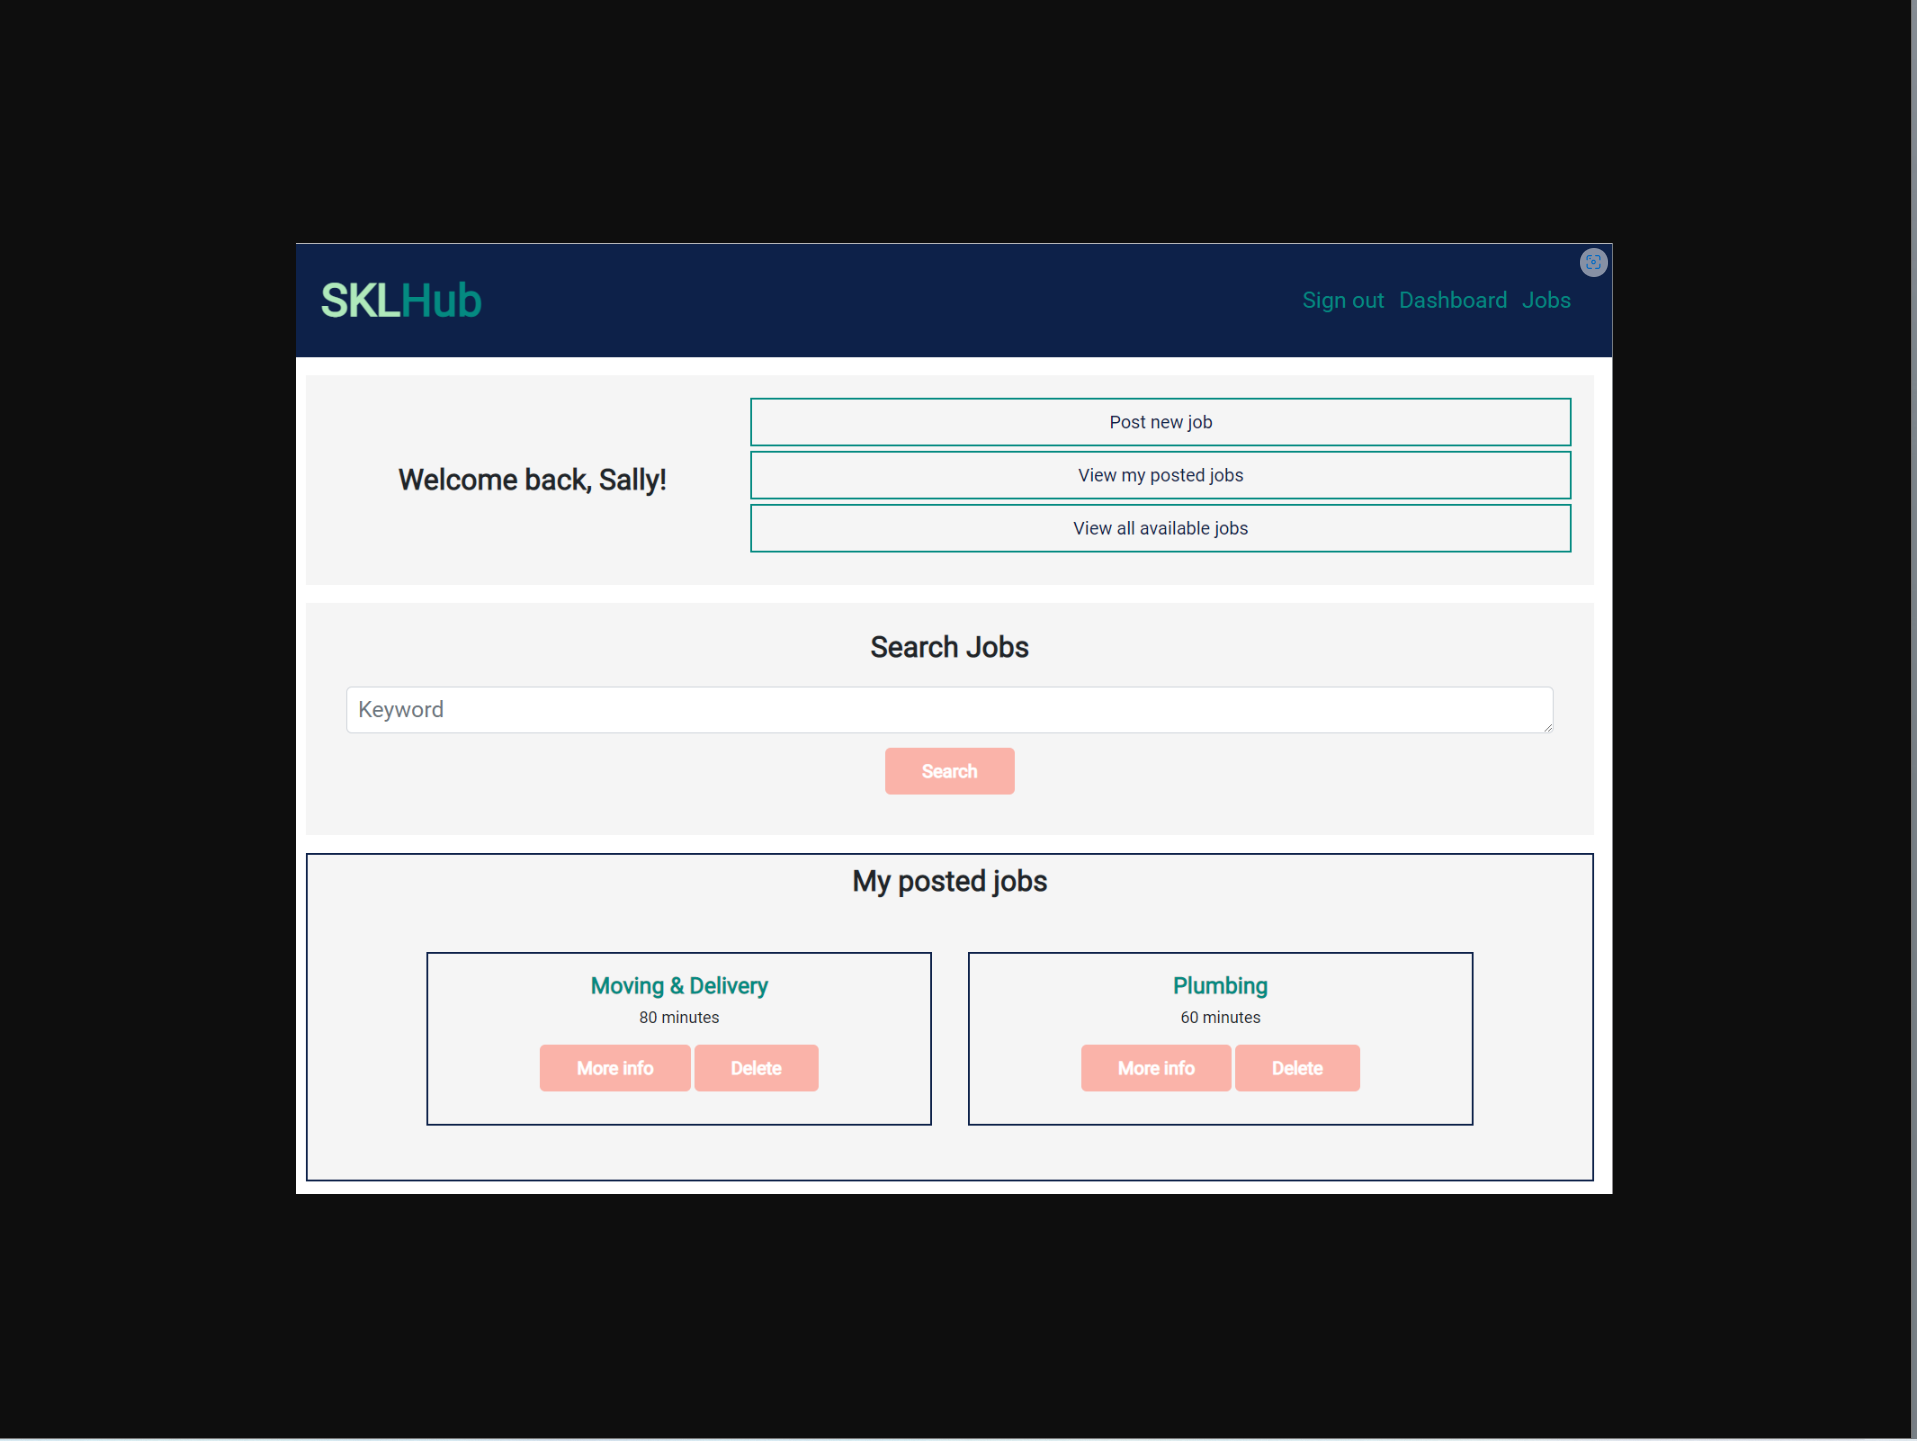 SKLHub
Sign out Dashboard Jobs
Welcome back, Sally!
Post new job
View my posted jobs
View all available jobs
Search Jobs
Keyword
Search
My posted jobs
Moving & Delivery
80 minutes
More info Delete
Plumbing
60 minutes
More info Delete